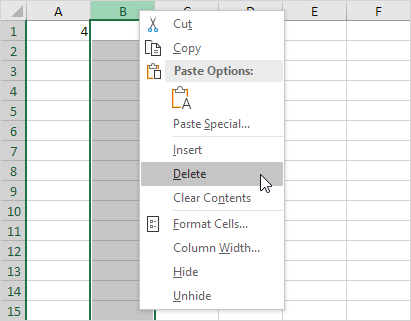 A B C D E F
1 4
2
3
4
5
6
7
8
9
10
11
12
13
14
15
Cut
Copy
Paste Options:
Paste Special...
Insert
Delete
Clear Contents
Format Cells...
Column Width...
Hide
Unhide